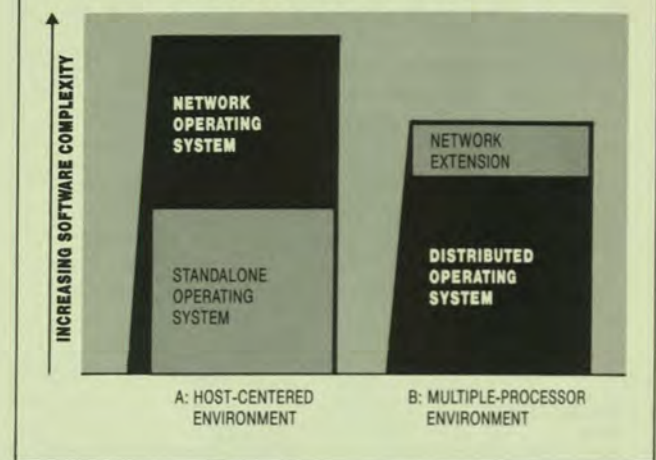 INCREASING SOFTWARE COMPLEXITY
NETWORK
OPERATING
SYSTEM
STANDALONE
OPERATING
SYSTEM
NETWORK
EXTENSION
DISTRIBUTED
OPERATING
SYSTEM
A: HOST-CENTERED
ENVIRONMENT
B: MULTIPLE-PROCESSOR
ENVIRONMENT